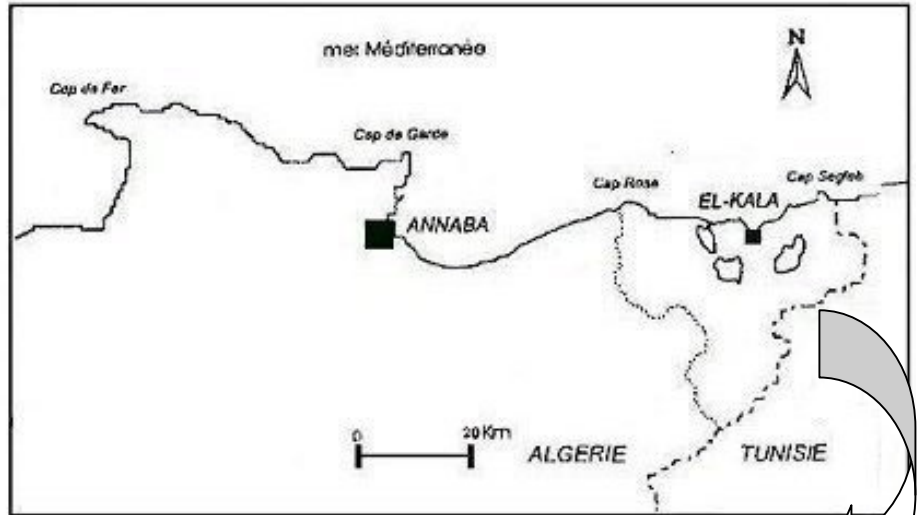 mer Méditerranée
N
Cap de Fer
Cap de Garde
Cap Rosa
Cap Segleb
EL-KALA
ANNABA
0 20 Km
ALGERIE
TUNISIE